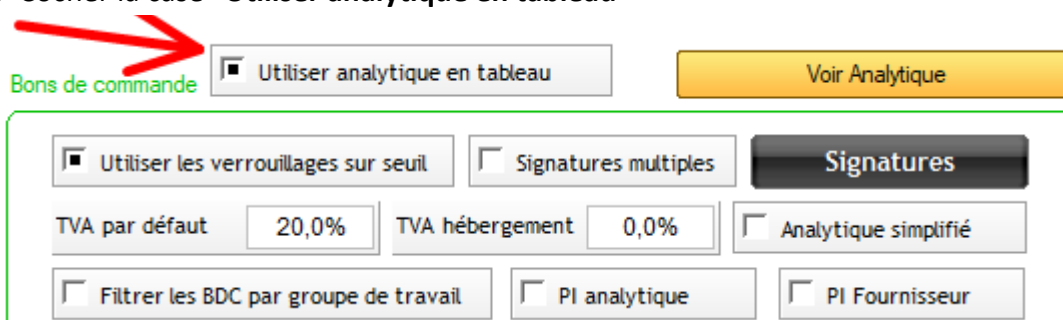 Cocher la case "Utiliser analytique en tableau"
Utiliser analytique en tableau
Voir Analytique
Bons de commande
Utiliser les verrouillages sur seuil
Signatures multiples
Signatures
TVA par défaut
20,0%
TVA hébergement
0,0%
Analytique simplifié
Filtrer les BDC par groupe de travail
PI analytique
PI Fournisseur